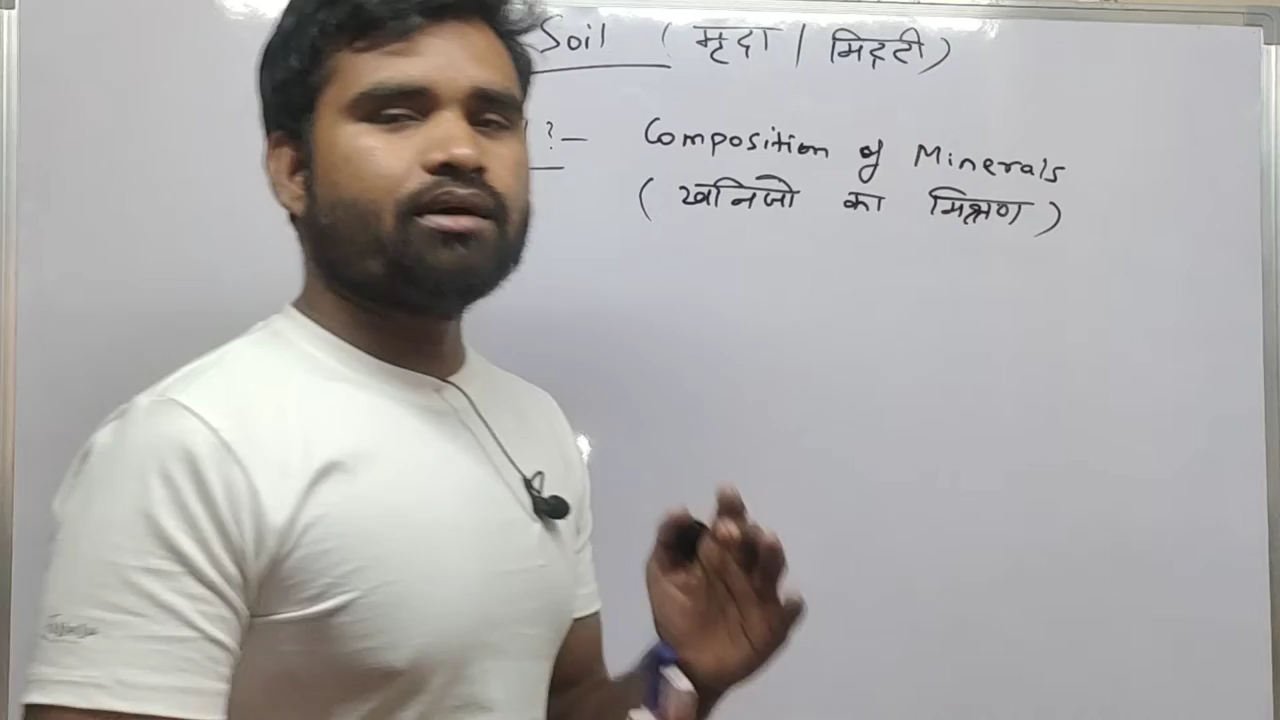 Soil ( मृदा / मिट्टी )
?- Composition of Minerals
( खनिजो का मिश्रण )